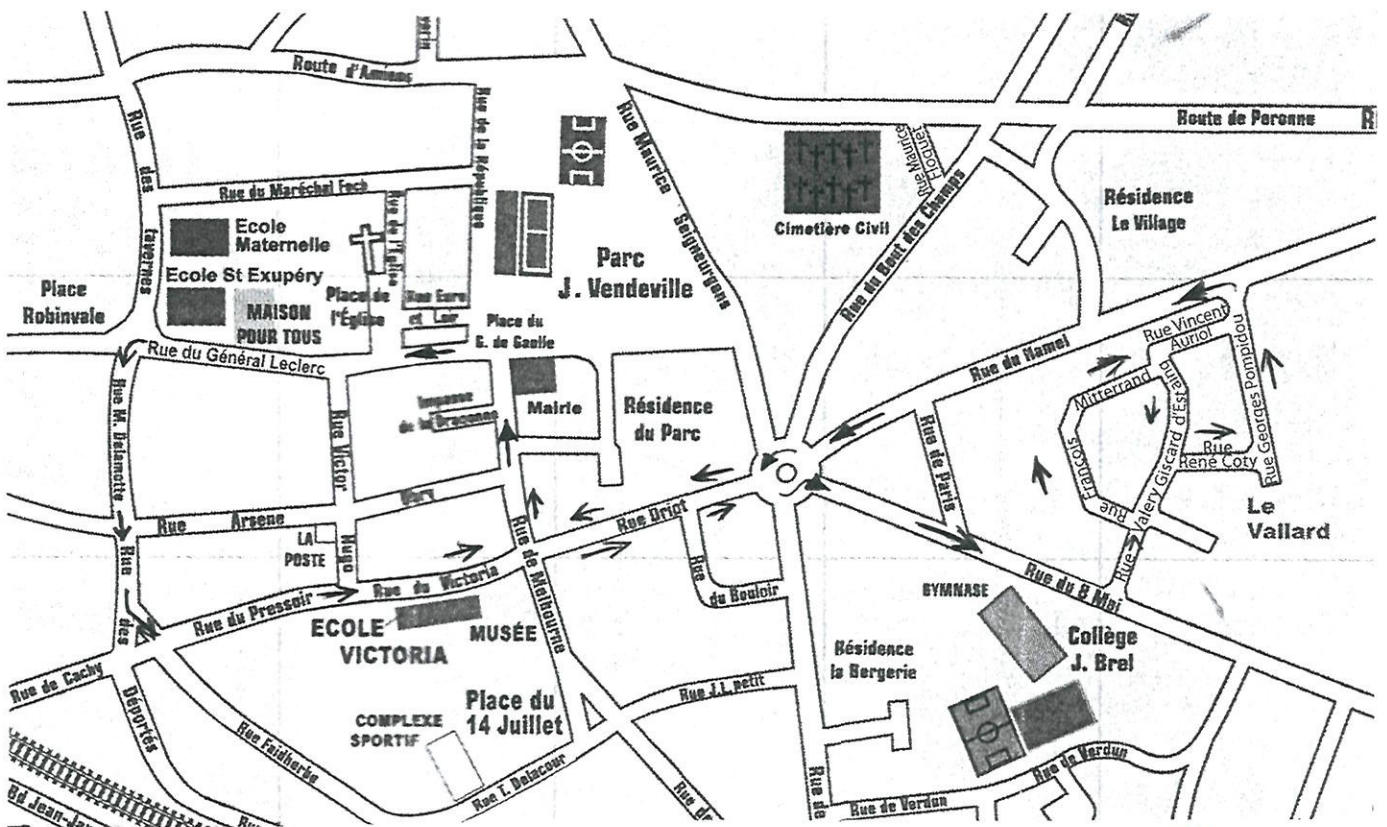 Route d'Amiens
Rue de la République
Rue Maurice Seigneurgens
Route de Peronne
Rue Maurice
Floquet
Rue des tavernes
Rue du Maréchal Foch
Rue de l'Eglise
Ecole
Maternelle
Ecole St Exupéry
MAISON
POUR TOUS
Place
Robinvale
Place de
l'Église
Rue Eure
et Loir
Place du
G. de Gaulle
Parc
J. Vendeville
Cimetière Civil
Rue du Bout des Champs
Résidence
Le Village
Rue du Général Leclerc
Impasse
de la
Mairie
Résidence
du Parc
Rue du Hamel
Rue Vincent
Auriol
Rue Georges Pompidou
Rue François Mitterrand
Rue Valery Giscard d'Estaing
Rue
René Coty
Le
Vallard
Rue M. Delamotte
Rue Victor Hugo
Rue Arsene Obry
LA
POSTE
Rue Driot
Rue de Paris
Rue de Melbourne
Rue
du Bouloir
Rue du 8 Mai
Rue des Déportés
Rue du Pressoir
Rue du Victoria
ECOLE
VICTORIA
MUSÉE
GYMNASE
Collège
J. Brel
Résidence
la Bergerie
Rue de Cachy
Rue Faidherbe
COMPLEXE
SPORTIF
Place du
14 Juillet
Rue J.L. petit
Rue T. Delacour
Rue de
Rue de
Rue de Verdun
Rue de Verdun
Bd Jean-Ja